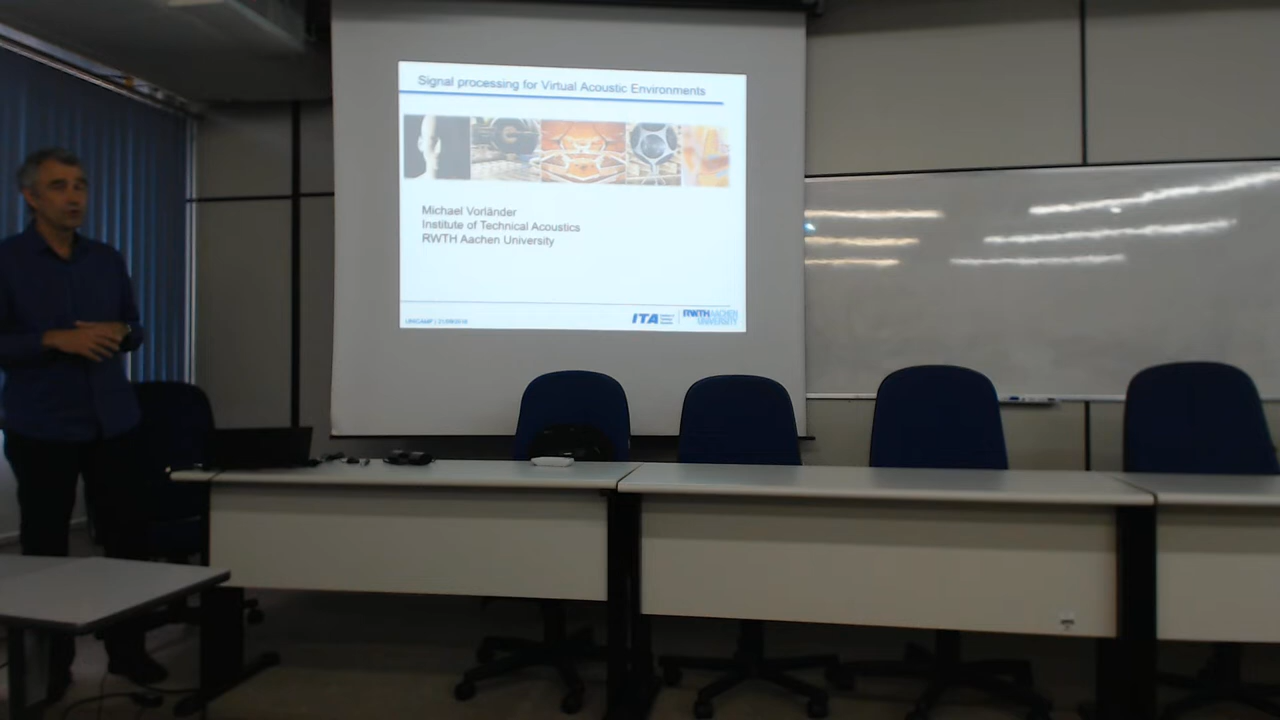 Signal processing for Virtual Acoustic Environments
Michael Vorländer
Institute of Technical Acoustics
RWTH Aachen University
ITA
RWTH AACHEN
UNIVERSITY